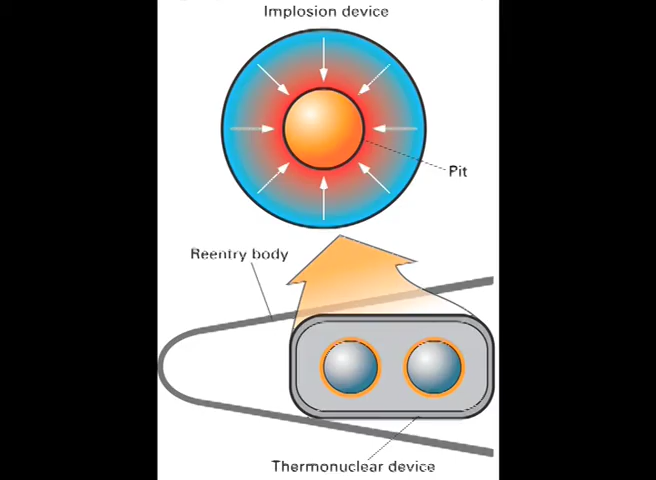 Implosion device
Pit
Reentry body
Thermonuclear device